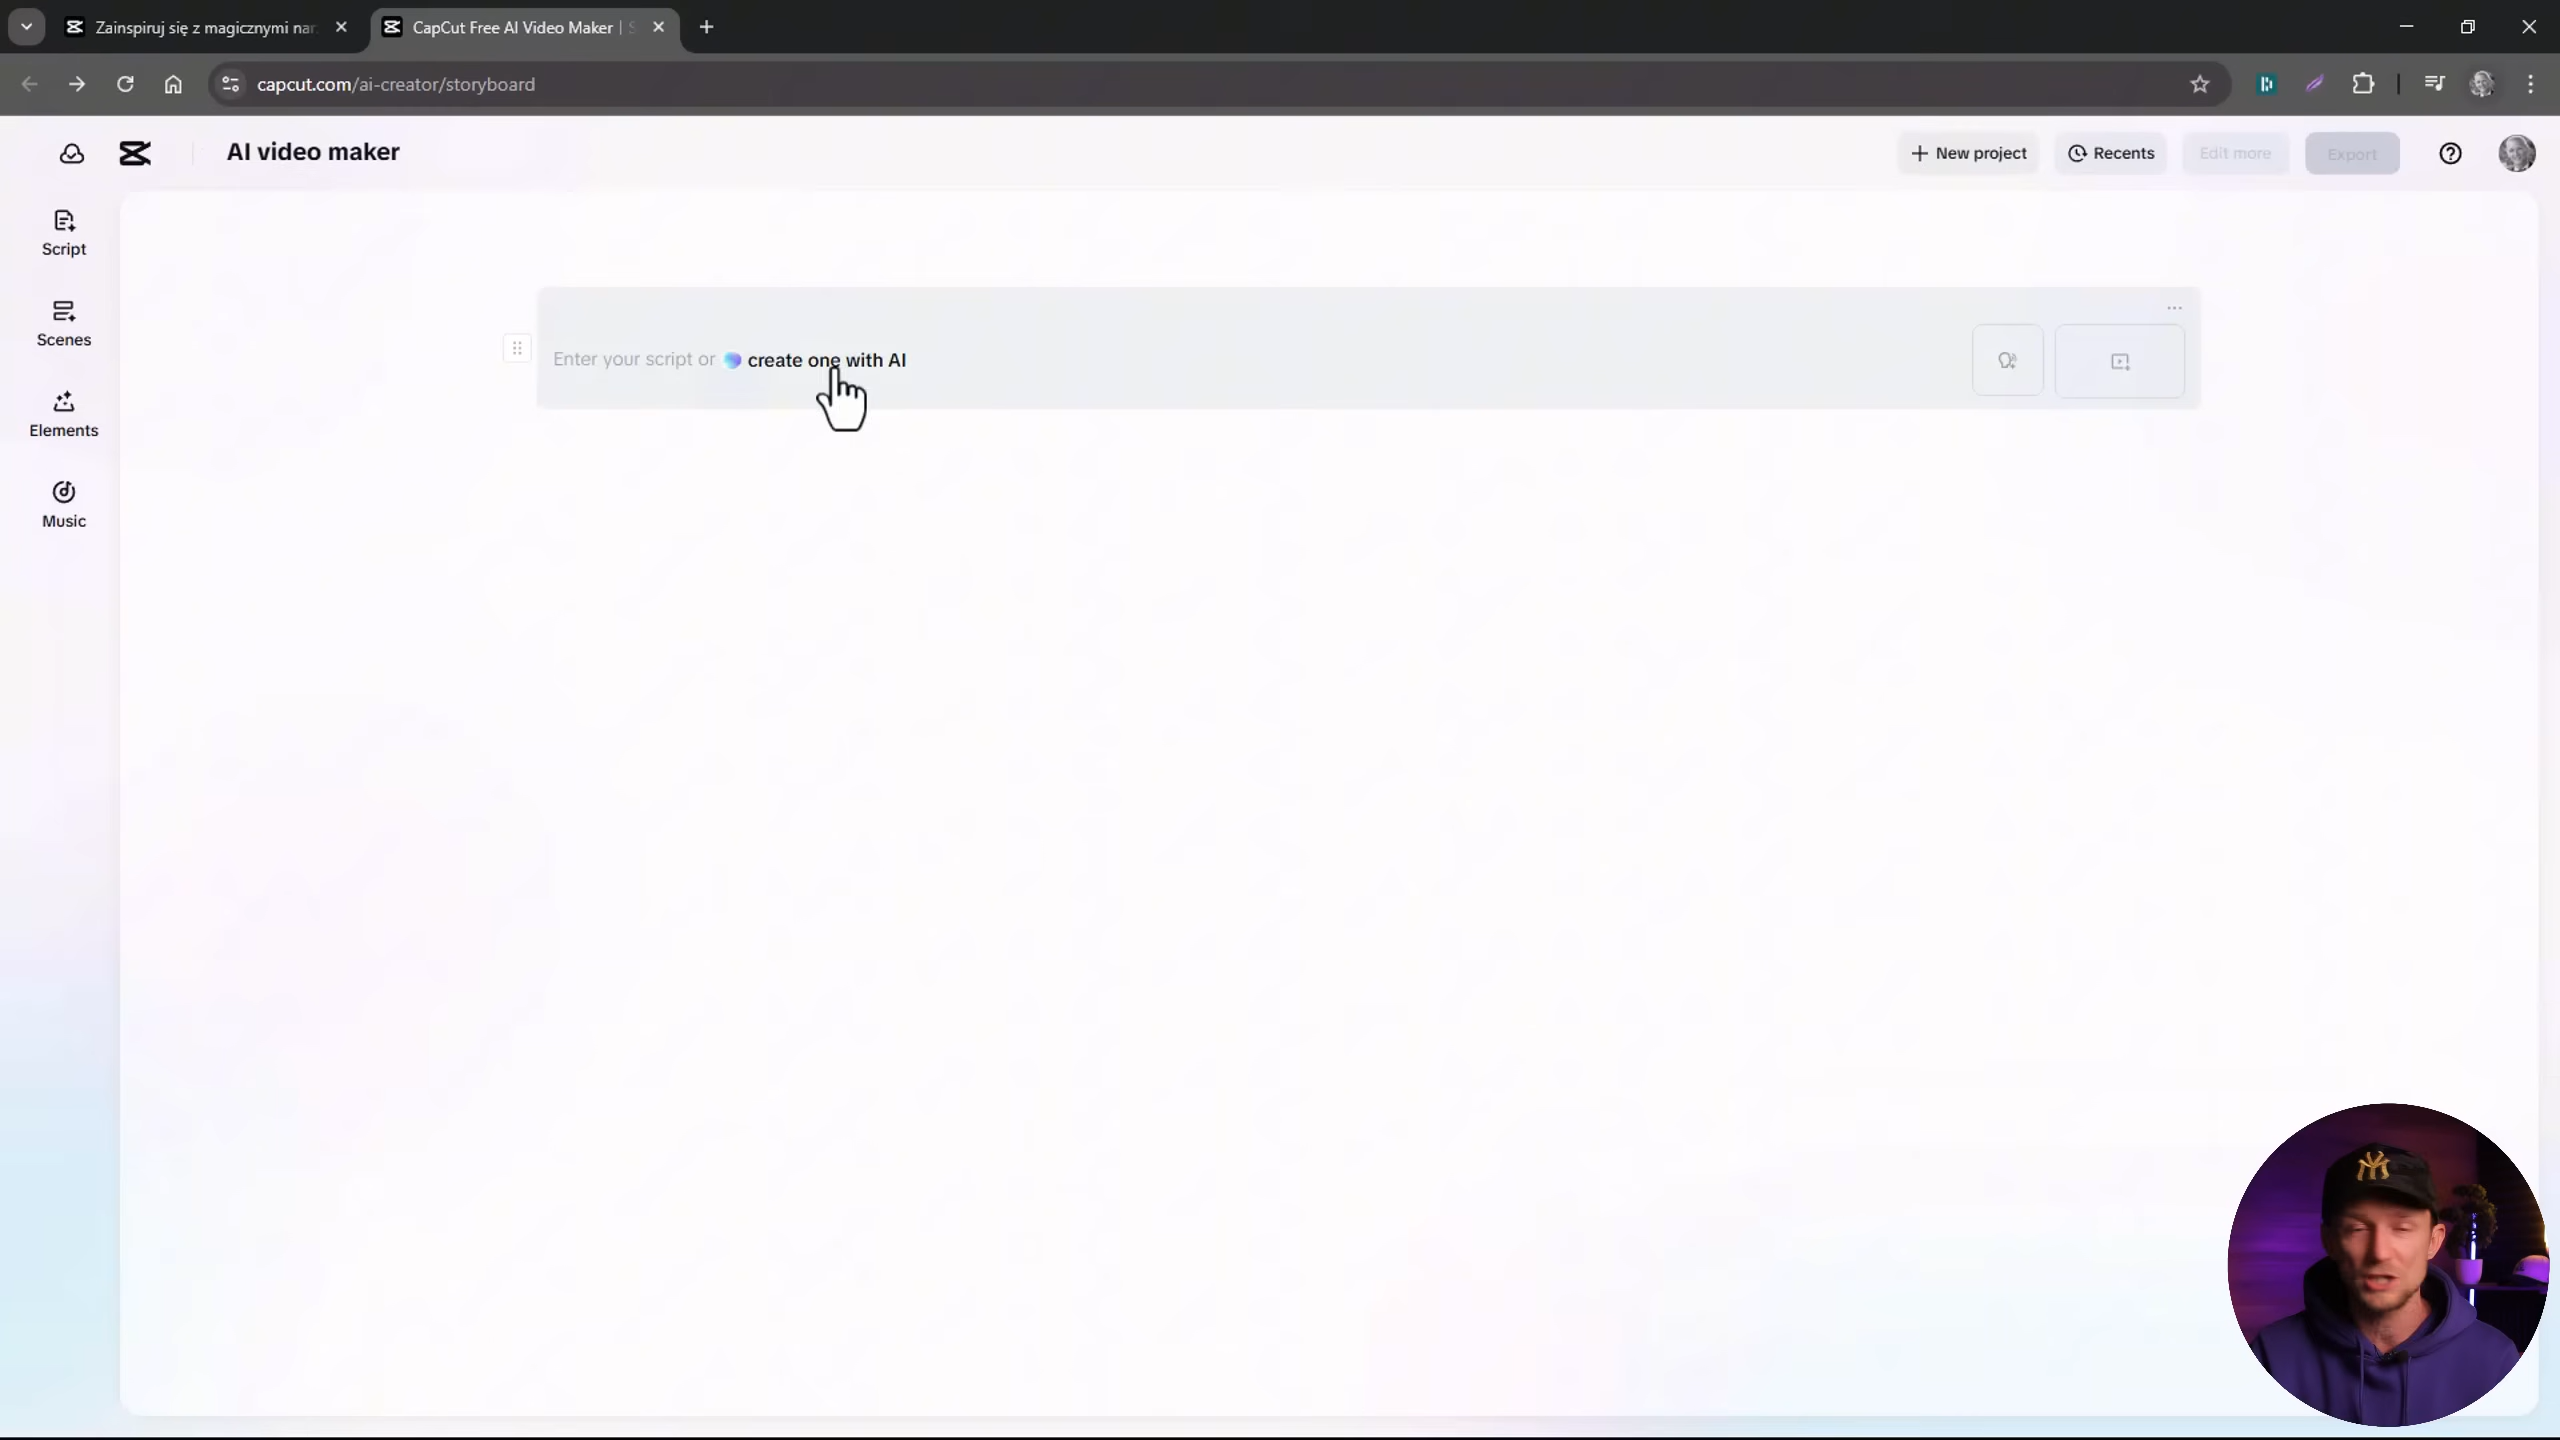 Zainspiruj się z magicznymi nar
CapCut Free AI Video Maker | S
capcut.com/ai-creator/storyboard
AI video maker
New project
Recents
Edit more
Export
Script
Scenes
Elements
Music
Enter your script or create one with AI